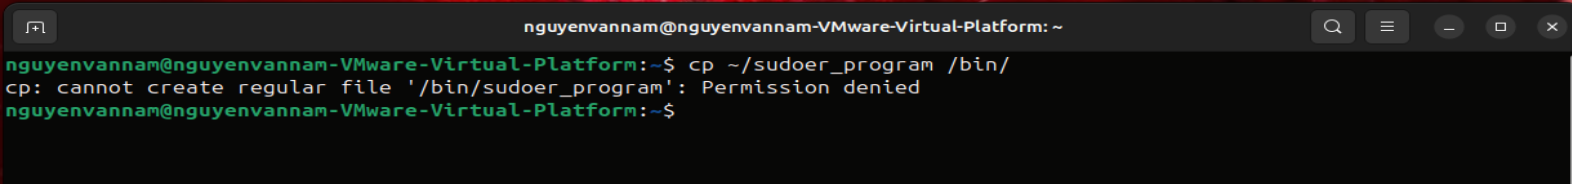 nguyenvannam@nguyenvannam-VMware-Virtual-Platform: ~
nguyenvannam@nguyenvannam-VMware-Virtual-Platform:~$ cp ~/sudoer_program /bin/
cp: cannot create regular file '/bin/sudoer_program': Permission denied
nguyenvannam@nguyenvannam-VMware-Virtual-Platform:~$